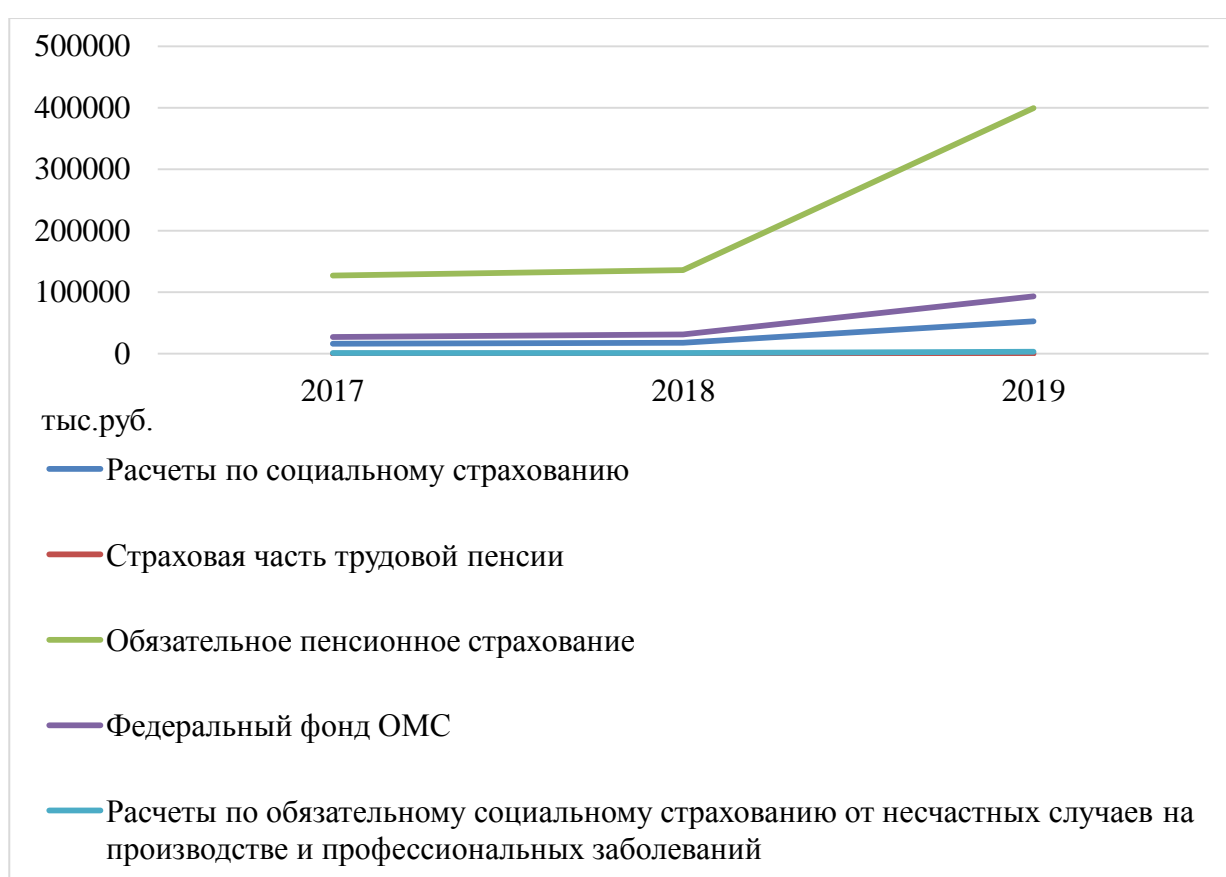 500000
400000
300000
200000
100000
0
2017 2018 2019
тыс.руб.
Расчеты по социальному страхованию
Страховая часть трудовой пенсии
Обязательное пенсионное страхование
Федеральный фонд ОМС
Расчеты по обязательному социальному страхованию от несчастных случаев на
производстве и профессиональных заболеваний